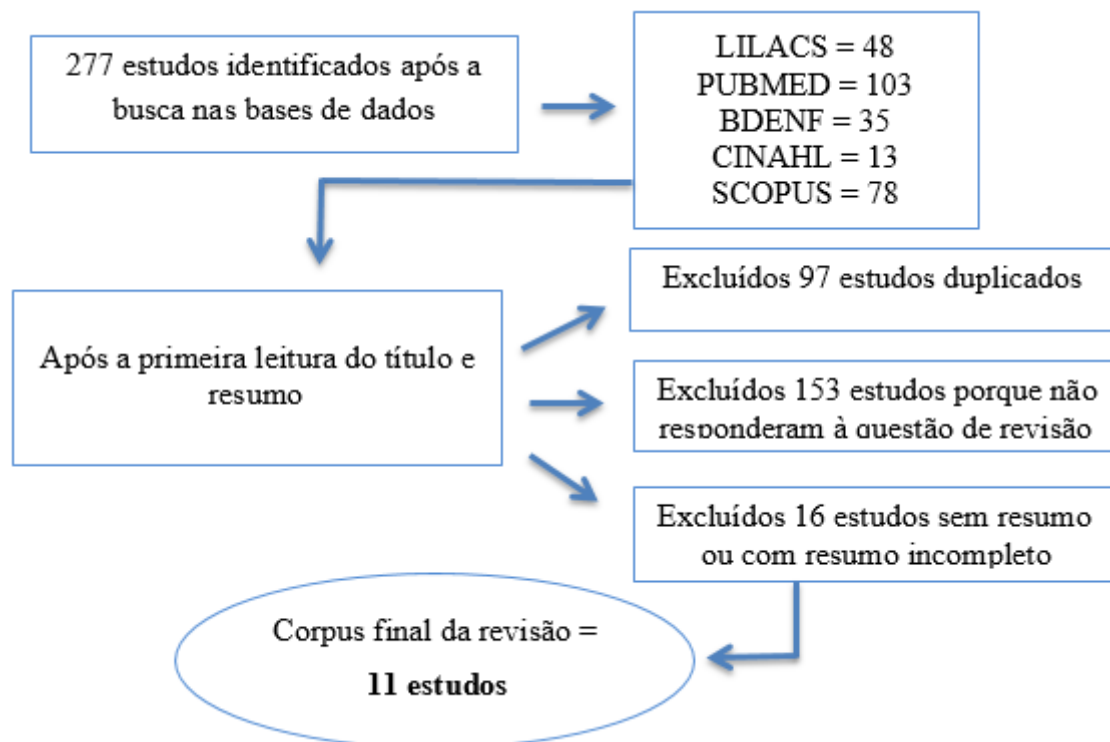 277 estudos identificados após a
busca nas bases de dados
LILACS = 48
PUBMED = 103
BDENF = 35
CINAHL = 13
SCOPUS = 78
Após a primeira leitura do título e
resumo
Excluídos 97 estudos duplicados
Excluídos 153 estudos porque não
responderam à questão de revisão
Excluídos 16 estudos sem resumo
ou com resumo incompleto
Corpus final da revisão =
11 estudos